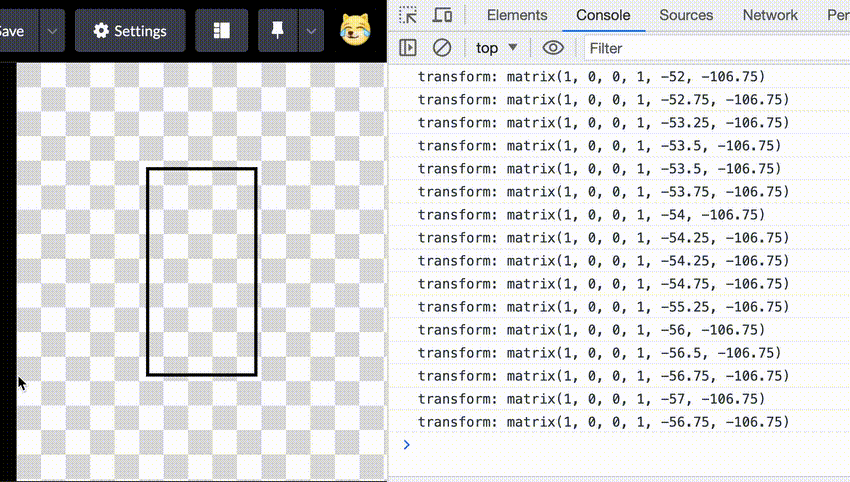 Save
Settings
Elements
Console
Sources
Network
Per
top
Filter
transform: matrix(1, 0, 0, 1, -52, -106.75)
transform: matrix(1, 0, 0, 1, -52.75, -106.75)
transform: matrix(1, 0, 0, 1, -53.25, -106.75)
transform: matrix(1, 0, 0, 1, -53.5, -106.75)
transform: matrix(1, 0, 0, 1, -53.5, -106.75)
transform: matrix(1, 0, 0, 1, -53.75, -106.75)
transform: matrix(1, 0, 0, 1, -54, -106.75)
transform: matrix(1, 0, 0, 1, -54.25, -106.75)
transform: matrix(1, 0, 0, 1, -54.25, -106.75)
transform: matrix(1, 0, 0, 1, -54.75, -106.75)
transform: matrix(1, 0, 0, 1, -55.25, -106.75)
transform: matrix(1, 0, 0, 1, -56, -106.75)
transform: matrix(1, 0, 0, 1, -56.5, -106.75)
transform: matrix(1, 0, 0, 1, -56.75, -106.75)
transform: matrix(1, 0, 0, 1, -57, -106.75)
transform: matrix(1, 0, 0, 1, -56.75, -106.75)